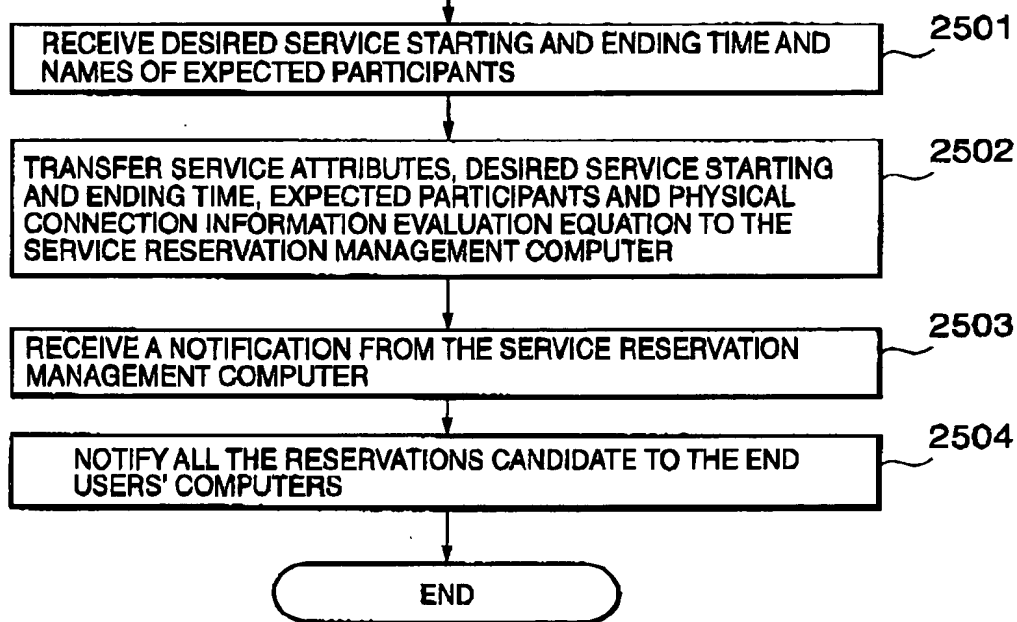 2501
RECEIVE DESIRED SERVICE STARTING AND ENDING TIME AND
NAMES OF EXPECTED PARTICIPANTS
2502
TRANSFER SERVICE ATTRIBUTES, DESIRED SERVICE STARTING
AND ENDING TIME, EXPECTED PARTICIPANTS AND PHYSICAL
CONNECTION INFORMATION EVALUATION EQUATION TO THE
SERVICE RESERVATION MANAGEMENT COMPUTER
2503
RECEIVE A NOTIFICATION FROM THE SERVICE RESERVATION
MANAGEMENT COMPUTER
2504
NOTIFY ALL THE RESERVATIONS CANDIDATE TO THE END
USERS' COMPUTERS
END